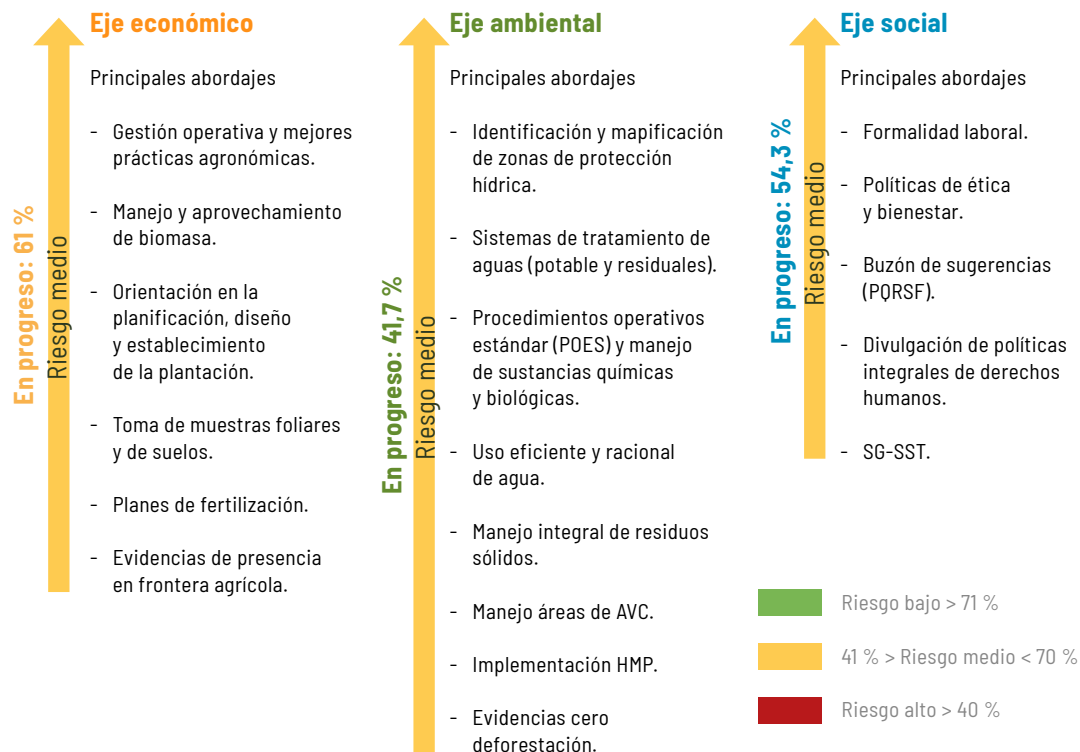 Eje económico
En progreso: 61 %
Riesgo medio
Principales abordajes
- Gestión operativa y mejores
prácticas agronómicas.
- Manejo y aprovechamiento
de biomasa.
- Orientación en la
planificación, diseño
y establecimiento
de la plantación.
- Toma de muestras foliares
y de suelos.
- Planes de fertilización.
- Evidencias de presencia
en frontera agrícola.
Eje ambiental
En progreso: 41,7 %
Riesgo medio
Principales abordajes
- Identificación y mapificación
de zonas de protección
hídrica.
- Sistemas de tratamiento de
aguas (potable y residuales).
- Procedimientos operativos
estándar (POES) y manejo
de sustancias químicas
y biológicas.
- Uso eficiente y racional
de agua.
- Manejo integral de residuos
sólidos.
- Manejo áreas de AVC.
- Implementación HMP.
- Evidencias cero
deforestación.
Eje social
En progreso: 54,3 %
Riesgo medio
Principales abordajes
- Formalidad laboral.
- Políticas de ética
y bienestar.
- Buzón de sugerencias
(PQRSF).
- Divulgación de políticas
integrales de derechos
humanos.
- SG-SST.
Riesgo bajo > 71 %
41 % > Riesgo medio < 70 %
Riesgo alto > 40 %